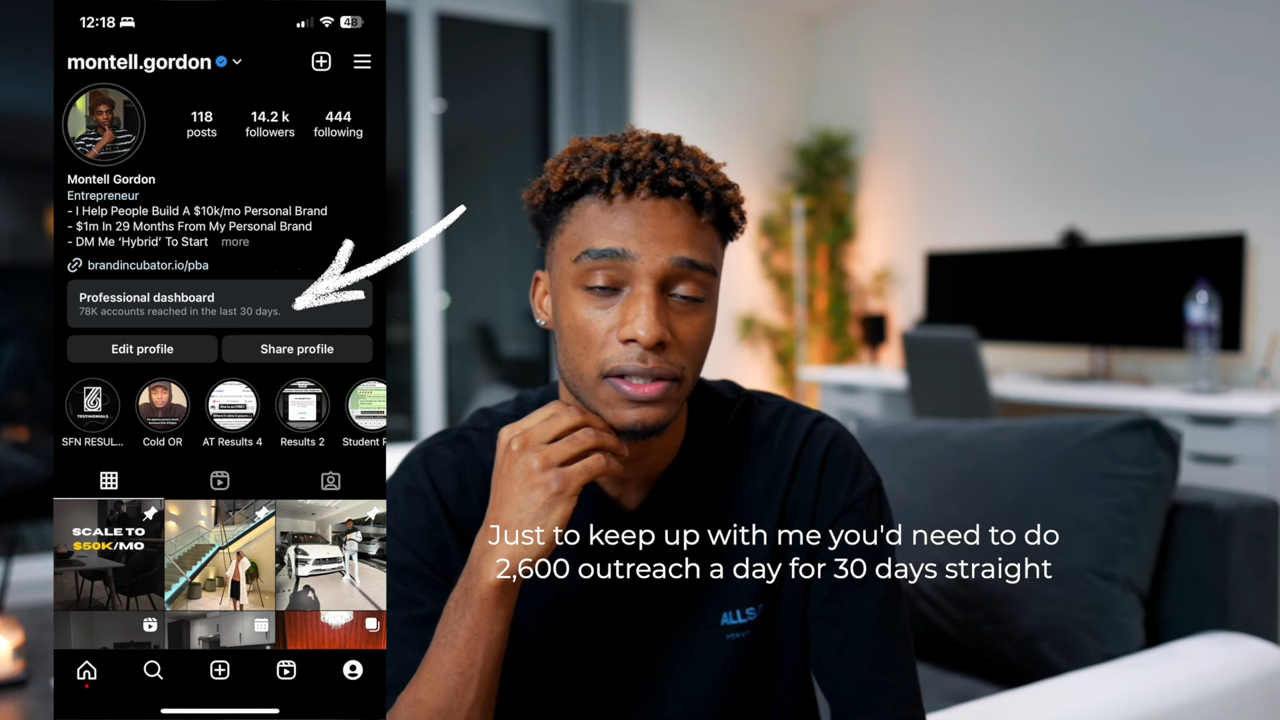 12:18
48
montell.gordon
118
posts
14.2 k
followers
444
following
Montell Gordon
Entrepreneur
- I Help People Build A $10k/mo Personal Brand
- $1m In 29 Months From My Personal Brand
- DM Me ‘Hybrid’ To Start more
brandincubator.io/pba
Professional dashboard
78K accounts reached in the last 30 days.
Edit profile
Share profile
TESTIMONIALS
SFN RESUL...
Cold OR
AT Results 4
Results 2
Student
SCALE TO
$50K/MO
Just to keep up with me you'd need to do
2,600 outreach a day for 30 days straight